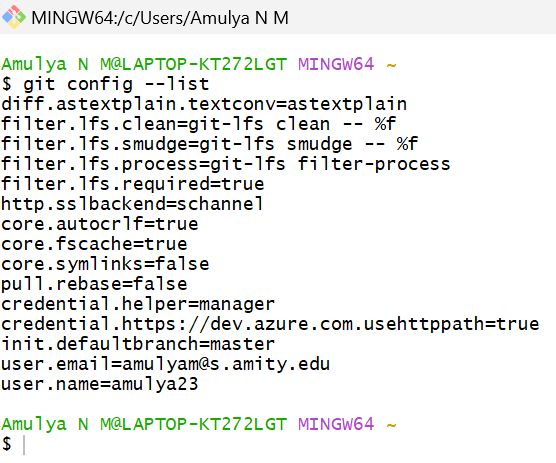 MINGW64:/c/Users/Amulya N M
Amulya N M@LAPTOP-KT272LGT MINGW64 ~
$ git config --list
diff.astextplain.textconv=astextplain
filter.lfs.clean=git-lfs clean -- %f
filter.lfs.smudge=git-lfs smudge -- %f
filter.lfs.process=git-lfs filter-process
filter.lfs.required=true
http.sslbackend=schannel
core.autocrlf=true
core.fscache=true
core.symlinks=false
pull.rebase=false
credential.helper=manager
credential.https://dev.azure.com.usehttppath=true
init.defaultbranch=master
user.email=amulyam@s.amity.edu
user.name=amulya23
Amulya N M@LAPTOP-KT272LGT MINGW64 ~
$